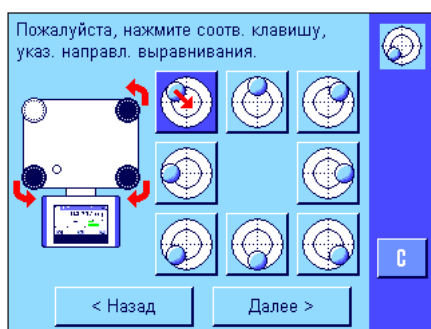 Пожалуйста, нажмите соотв. клавишу,
указ. направл. выравнивания.
C
< Назад
Далее >